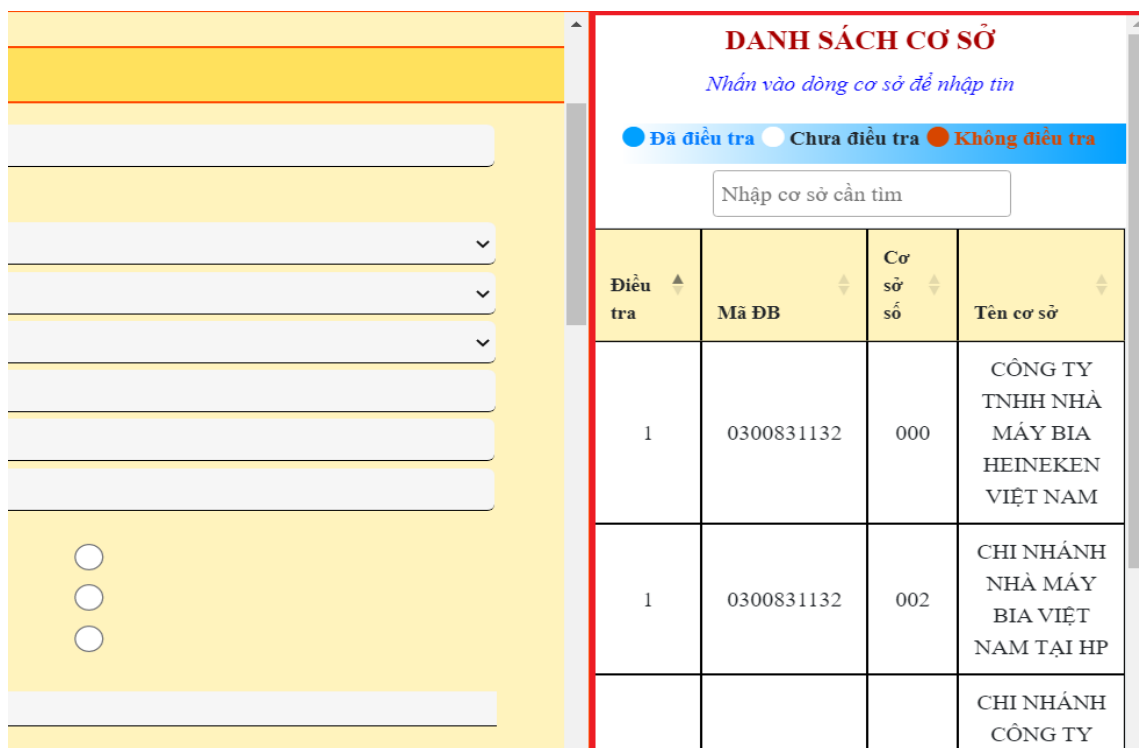 DANH SÁCH CƠ SỞ
Nhấn vào dòng cơ sở để nhập tin
Đã điều tra Chưa điều tra Không điều tra
Nhập cơ sở cần tìm
Điều
tra
Mã ĐB
Cơ
sở
số
Tên cơ sở
1
0300831132
000
CÔNG TY
TNHH NHÀ
MÁY BIA
HEINEKEN
VIỆT NAM
1
0300831132
002
CHI NHÁNH
NHÀ MÁY
BIA VIỆT
NAM TẠI HP
CHI NHÁNH
CÔNG TY